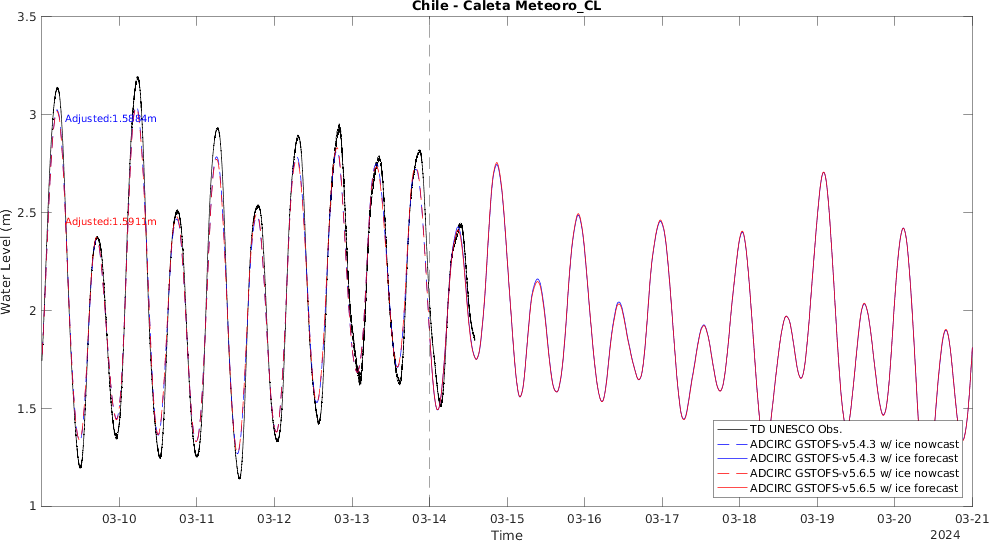 Chile - Caleta Meteoro_CL
3.5
3
2.5
2
1.5
1
Water Level (m)
Adjusted:1.5884m
Adjusted:1.5911m
TD UNESCO Obs.
ADCIRC GSTOFS-v5.4.3 w/ ice nowcast
ADCIRC GSTOFS-v5.4.3 w/ ice forecast
ADCIRC GSTOFS-v5.6.5 w/ ice nowcast
ADCIRC GSTOFS-v5.6.5 w/ ice forecast
03-10 03-11 03-12 03-13 03-14 03-15 03-16 03-17 03-18 03-19 03-20 03-21
Time
2024